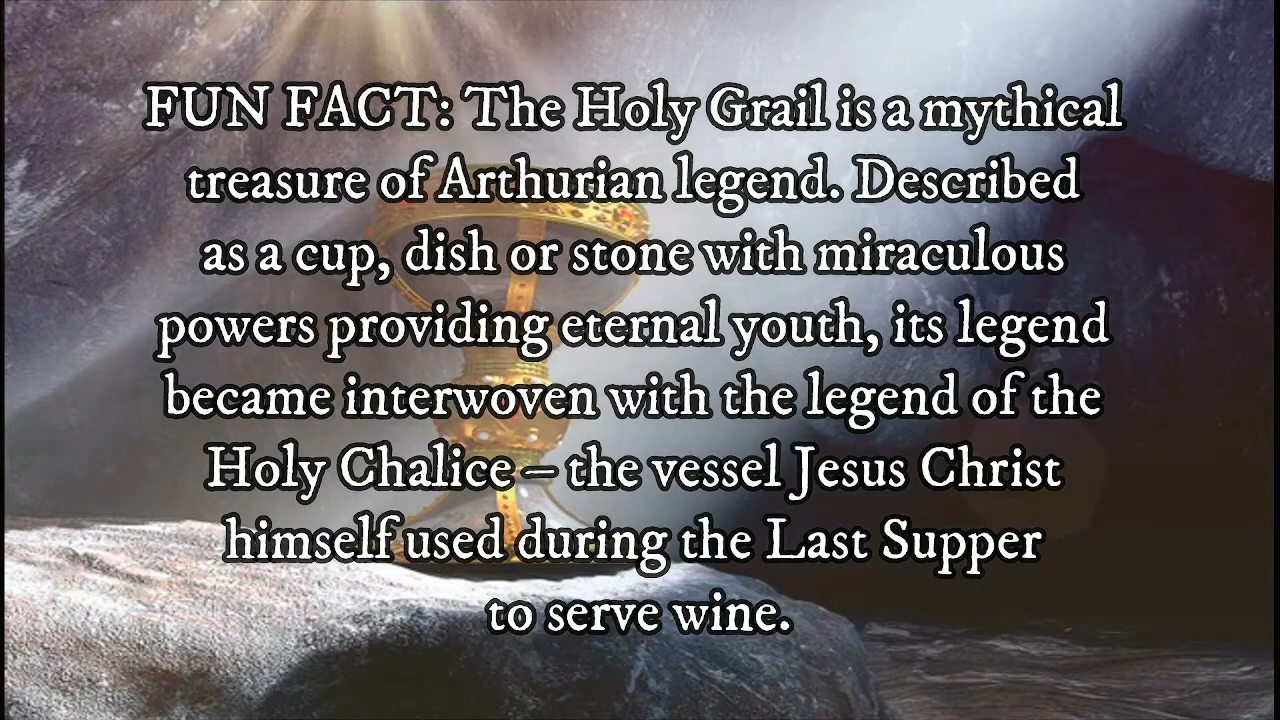 FUN FACT: The Holy Grail is a mythical
treasure of Arthurian legend. Described
as a cup, dish or stone with miraculous
powers providing eternal youth, its legend
became interwoven with the legend of the
Holy Chalice – the vessel Jesus Christ
himself used during the Last Supper
to serve wine.